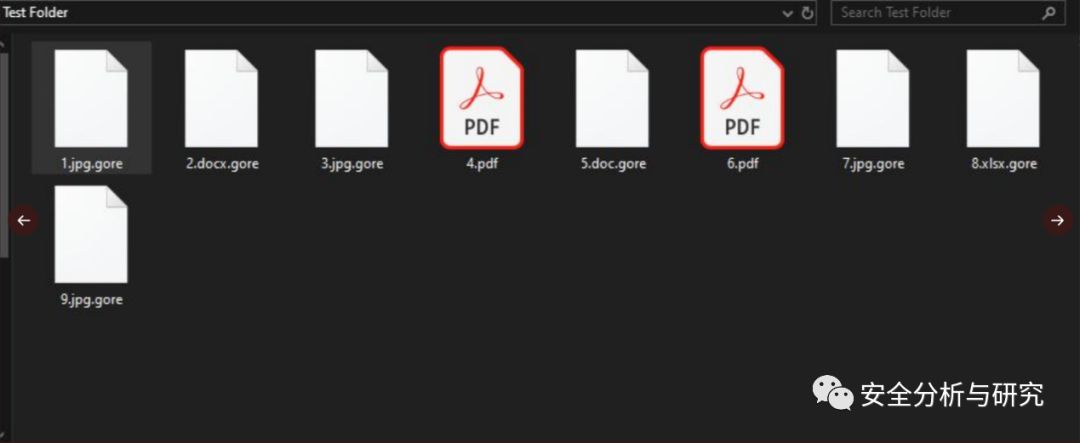 Test Folder
Search Test Folder
1.jpg.gore
2.docx.gore
3.jpg.gore
PDF
4.pdf
5.doc.gore
PDF
6.pdf
7.jpg.gore
8.xlsx.gore
9.jpg.gore
安全分析与研究